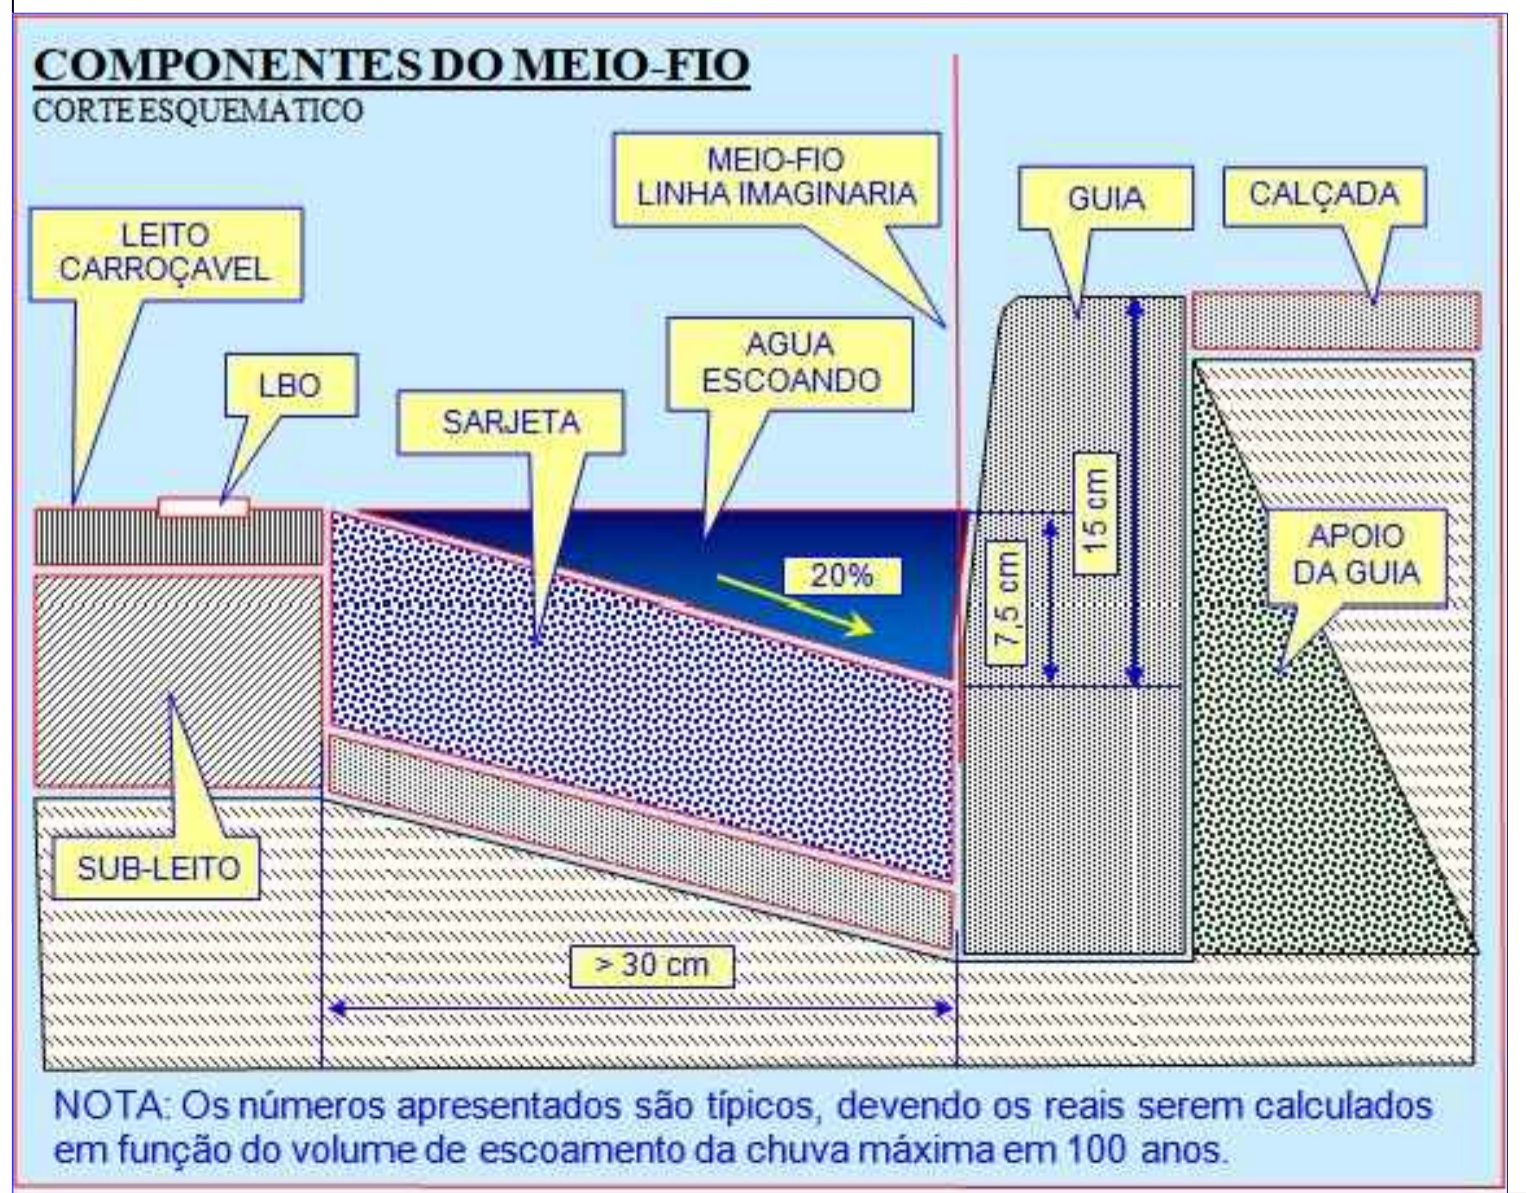 COMPONENTES DO MEIO-FIO
CORTE ESQUEMÁTICO
MEIO-FIO
LINHA IMAGINARIA
GUIA
CALÇADA
LEITO
CARROÇAVEL
AGUA
ESCOANDO
LBO
SARJETA
15 cm
20%
7,5 cm
APOIO
DA GUIA
SUB-LEITO
> 30 cm
NOTA: Os números apresentados são típicos, devendo os reais serem calculados
em função do volume de escoamento da chuva máxima em 100 anos.